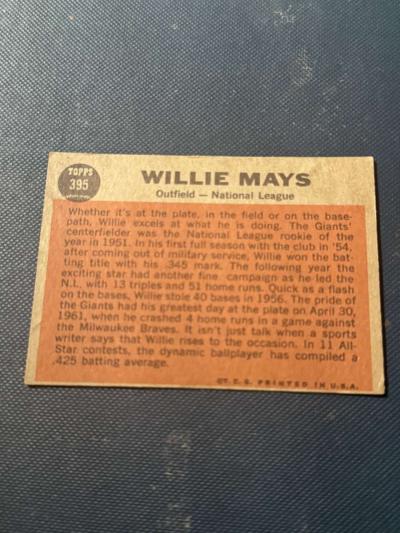 TOPPS
395
WILLIE MAYS
Outfield — National League
Whether it's at the plate, in the field or on the base-
path, Willie excels at what he is doing. The Giants'
centerfielder was the National League rookie of the
year in 1951. In his first full season with the club in '54,
after coming out of military service, Willie won the bat-
ting title with his .345 mark. The following year the
exciting star had another fine campaign as he led the
N.L. with 13 triples and 51 home runs. Quick as a flash
on the bases, Willie stole 40 bases in 1956. The pride of
the Giants had his greatest day at the plate on April 30,
1961, when he crashed 4 home runs in a game against
the Milwaukee Braves. It isn't just talk when a sports
writer says that Willie rises to the occasion. In 11 All-
Star contests, the dynamic ballplayer has compiled a
.425 batting average.
©T. C. G. PRINTED IN U.S.A.